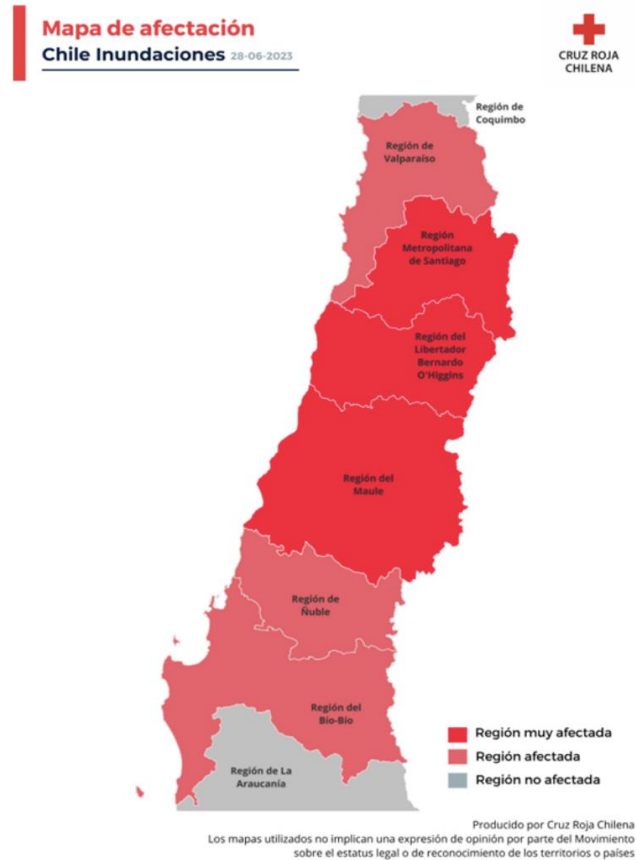 Mapa de afectación
Chile Inundaciones 28-06-2023
CRUZ ROJA
CHILENA
Región de
Coquimbo
Región de
Valparaíso
Región
Metropolitana
de Santiago
Región del
Libertador
Bernardo
O'Higgins
Región del
Maule
Región de
Ñuble
Región del
Bío-Bío
Región de La
Araucanía
Región muy afectada
Región afectada
Región no afectada
Producido por Cruz Roja Chilena
Los mapas utilizados no implican una expresión de opinión por parte del Movimiento
sobre el estatus legal o de reconocimiento de los territorios o países